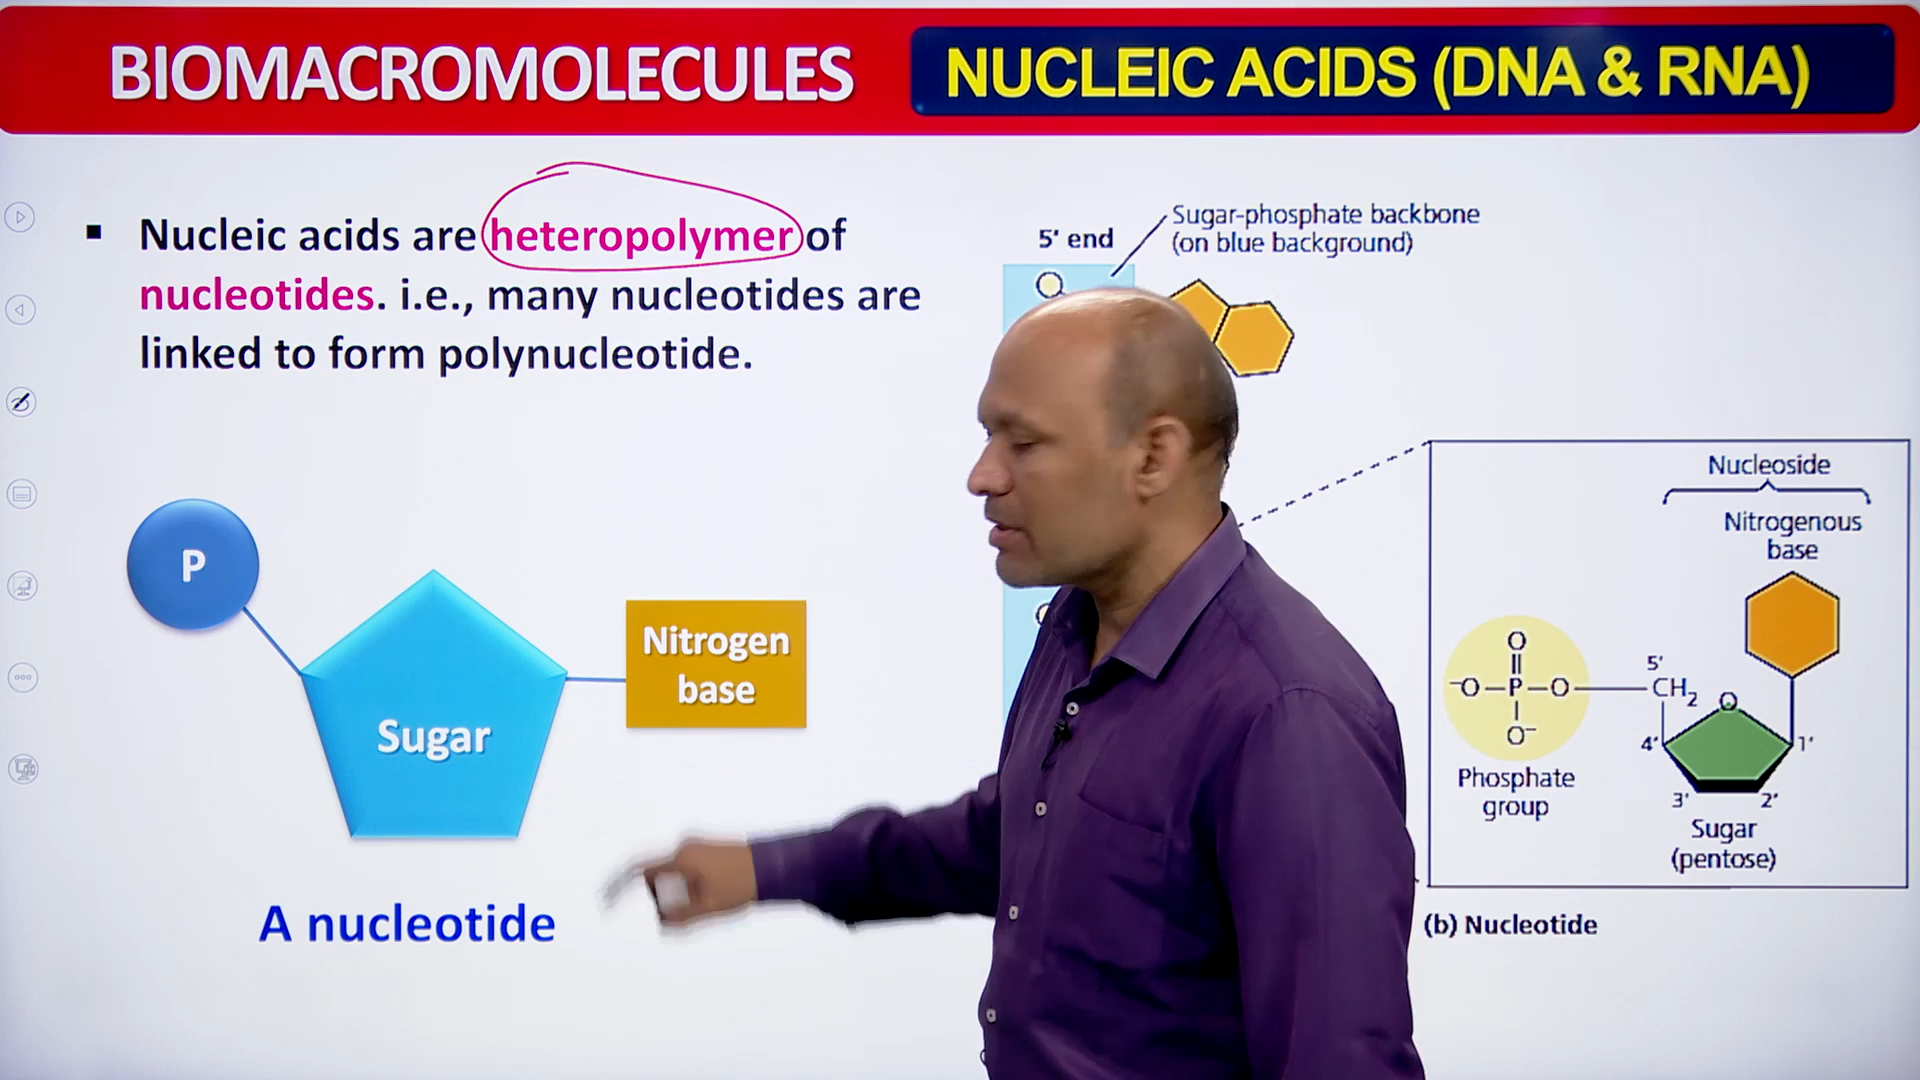 BIOMACROMOLECULES
NUCLEIC ACIDS (DNA & RNA)
▪ Nucleic acids are heteropolymer of
nucleotides. i.e., many nucleotides are
linked to form polynucleotide.
P
Sugar
Nitrogen
base
A nucleotide
5' end
Sugar-phosphate backbone
(on blue background)
Nucleoside
Nitrogenous
base
O
⁻O–P–O
O⁻
5'
CH₂
O
4'
1'
3'
2'
Phosphate
group
Sugar
(pentose)
(b) Nucleotide